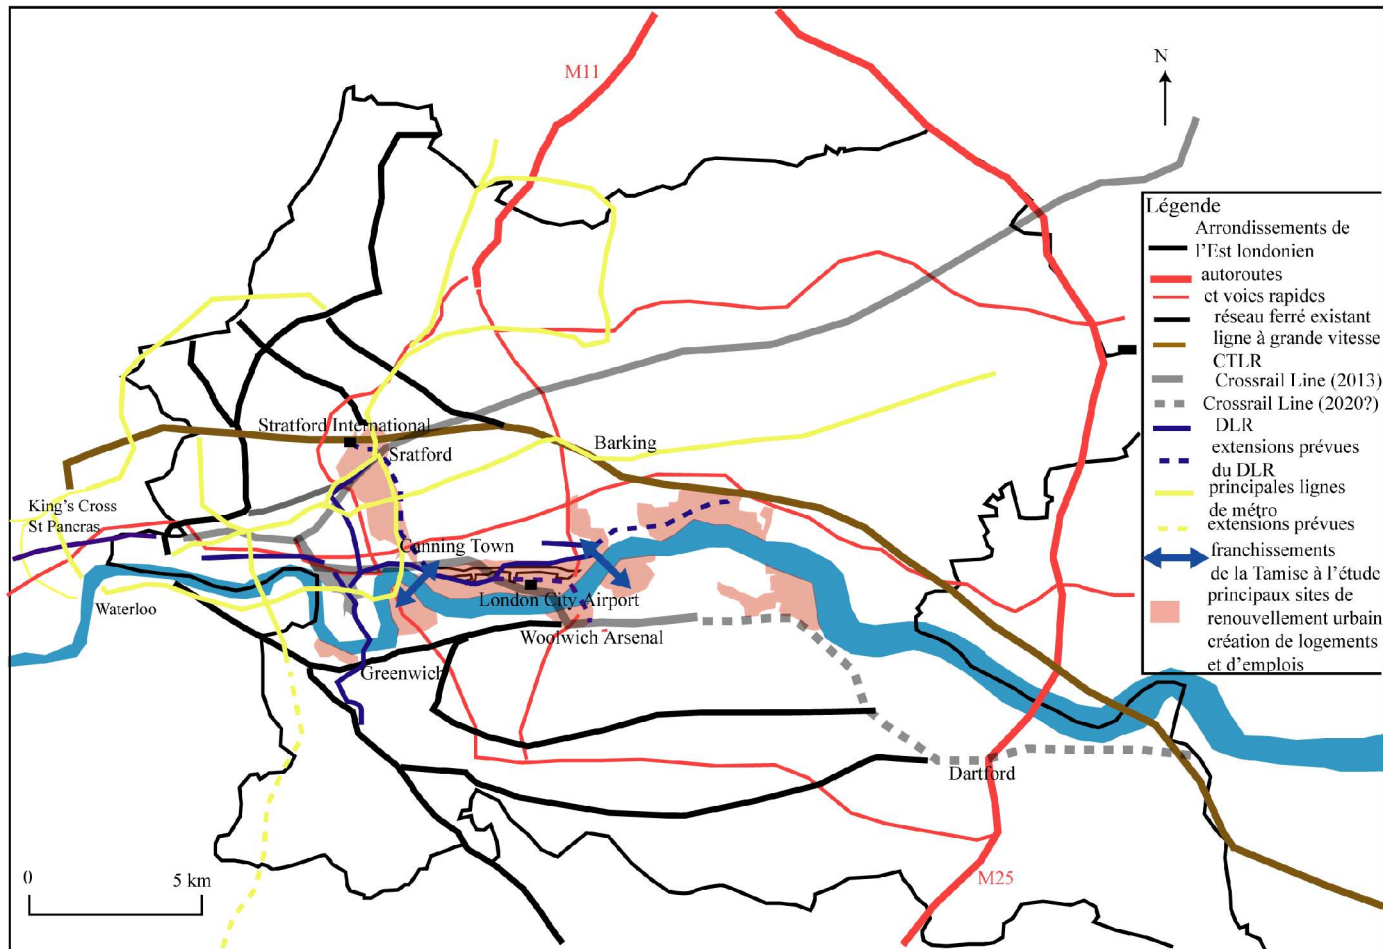 M11
N
Légende
Arrondissements de
l'Est londonien
autoroutes
et voies rapides
réseau ferré existant
ligne à grande vitesse
CTLR
Crossrail Line (2013)
Crossrail Line (2020?)
DLR
extensions prévues
du DLR
principales lignes
de métro
extensions prévues
franchissements
de la Tamise à l'étude
principaux sites de
renouvellement urbain
création de logements
et d'emplois
Stratford International
Sratford
Barking
King's Cross
St Pancras
Canning Town
Waterloo
London City Airport
Woolwich Arsenal
Greenwich
Dartford
M25
0 5 km